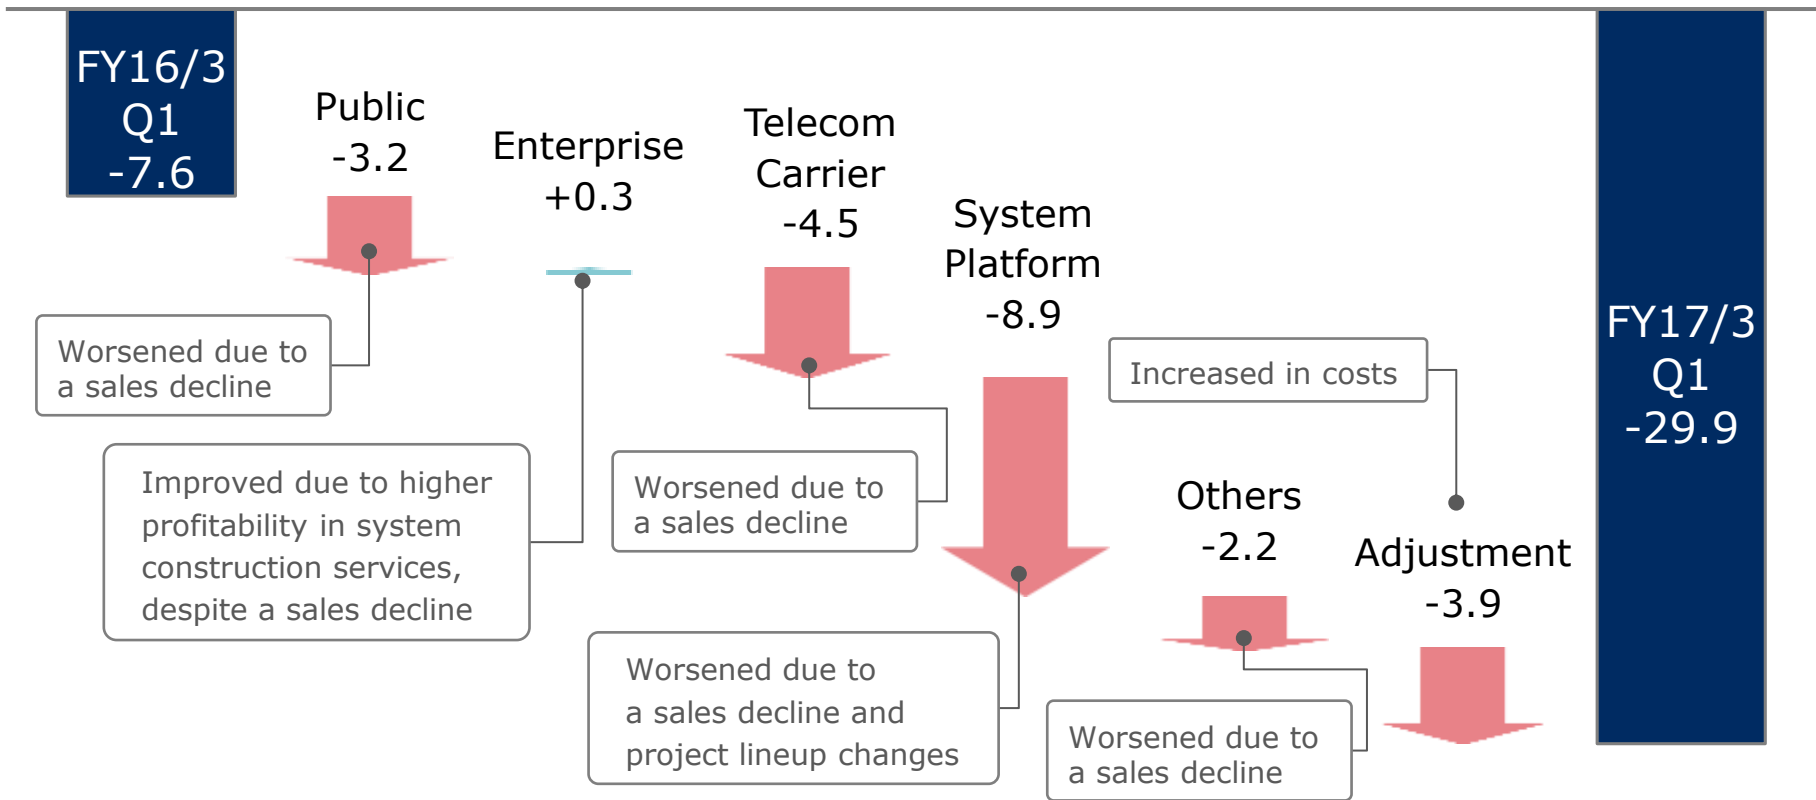 FY16/3
Q1
-7.6
Public
-3.2
Worsened due to
a sales decline
Enterprise
+0.3
Improved due to higher
profitability in system
construction services,
despite a sales decline
Telecom
Carrier
-4.5
Worsened due to
a sales decline
System
Platform
-8.9
Worsened due to
a sales decline and
project lineup changes
Others
-2.2
Worsened due to
a sales decline
Increased in costs
Adjustment
-3.9
FY17/3
Q1
-29.9